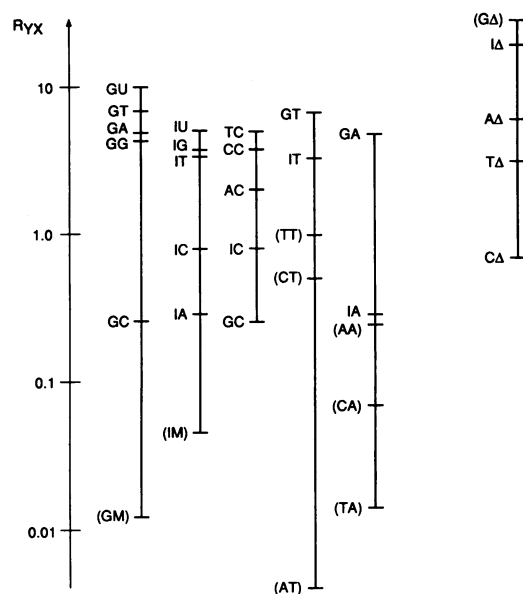 R_YX
10
1.0
0.1
0.01
GU
GT
GA
GG
GC
(GM)
IU
IG
IT
IC
IA
(IM)
TC
CC
AC
IC
GC
GT
IT
(TT)
(CT)
(AT)
GA
IA
(AA)
(CA)
(TA)
(GΔ)
IΔ
AΔ
TΔ
CΔ